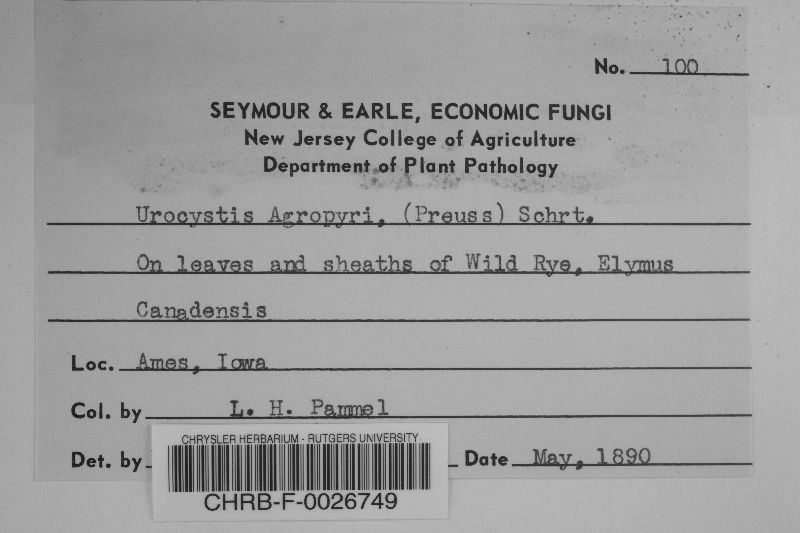 No. 100
SEYMOUR & EARLE, ECONOMIC FUNGI
New Jersey College of Agriculture
Department of Plant Pathology
Urocystis Agropyri, (Preuss) Schrt.
On leaves and sheaths of Wild Rye, Elymus
Canadensis
Loc. Ames, Iowa
Col. by L. H. Pammel
Det. by Date May, 1890
CHRYSLER HERBARIUM - RUTGERS UNIVERSITY
CHRB-F-0026749